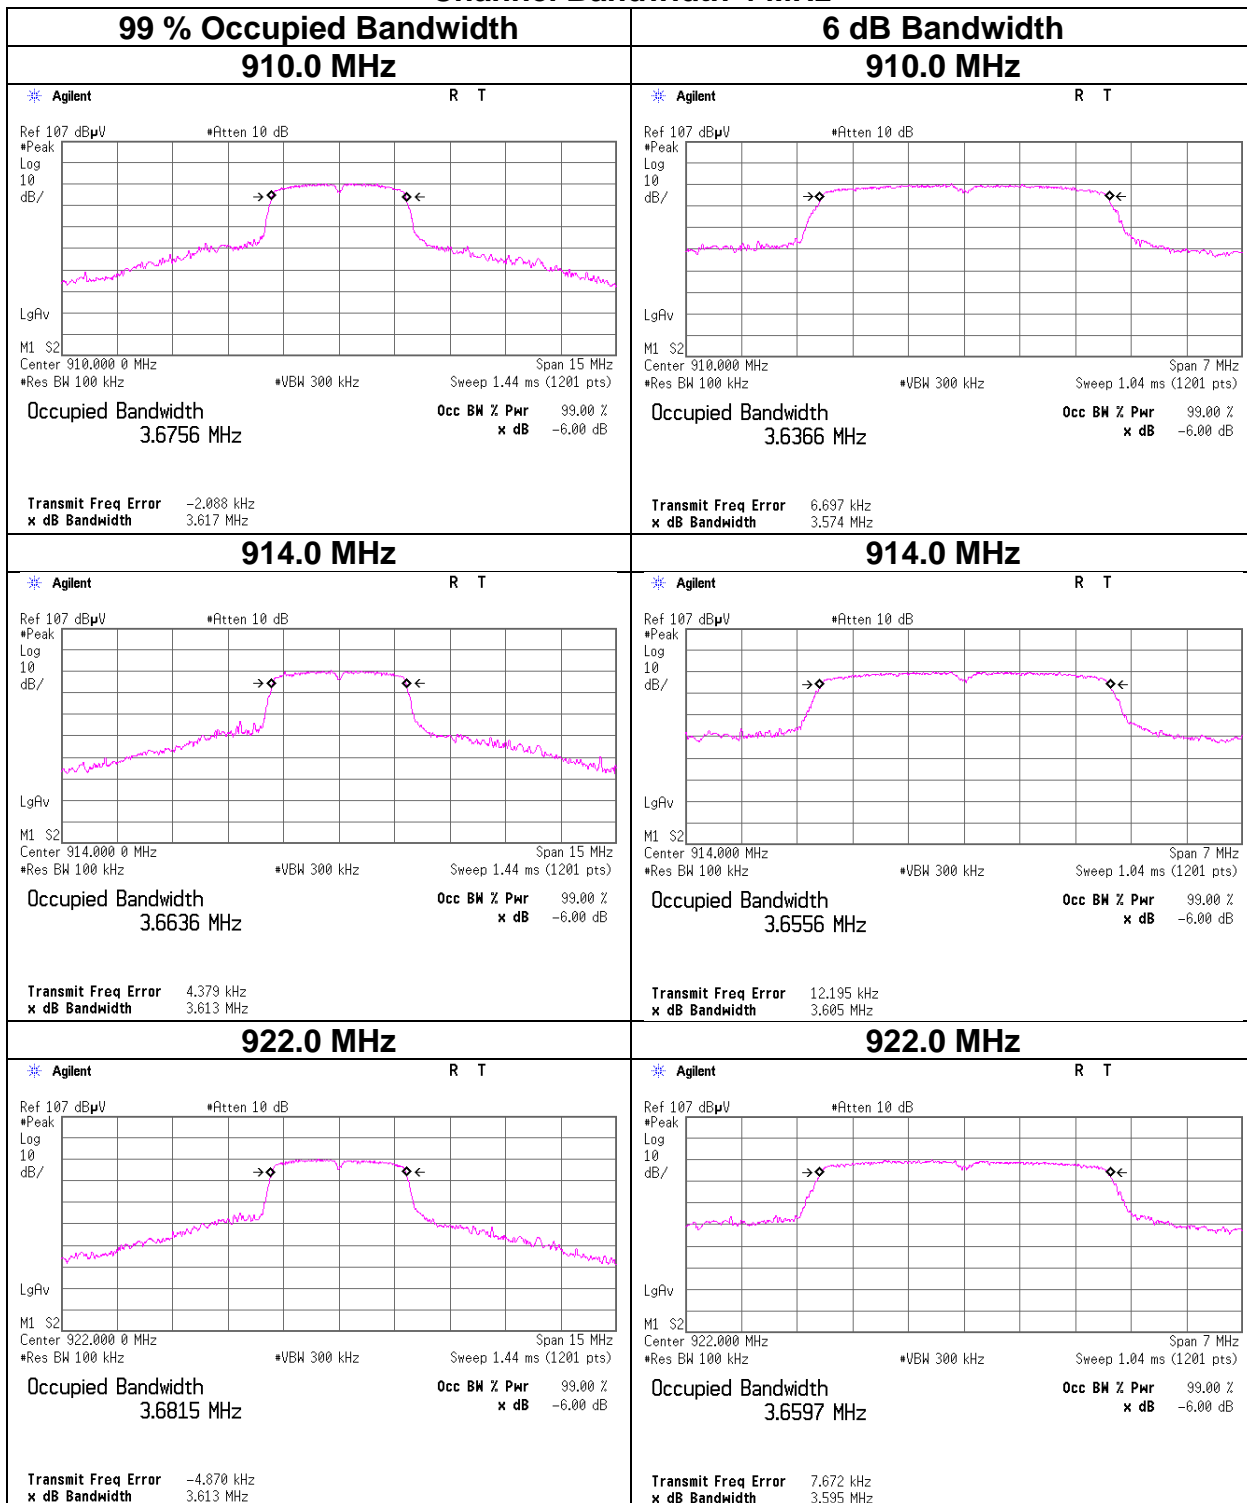 99 % Occupied Bandwidth
6 dB Bandwidth
910.0 MHz
910.0 MHz
Agilent
R T
Ref 107 dBµV
#Atten 10 dB
#Peak
Log
10
dB/
LgAv
M1 S2
Center 910.000 0 MHz
Span 15 MHz
#Res BW 100 kHz
#VBW 300 kHz
Sweep 1.44 ms (1201 pts)
Occupied Bandwidth
3.6756 MHz
Occ BW % Pwr 99.00 %
x dB -6.00 dB
Transmit Freq Error -2.088 kHz
x dB Bandwidth 3.617 MHz
Agilent
R T
Ref 107 dBµV
#Atten 10 dB
#Peak
Log
10
dB/
LgAv
M1 S2
Center 910.000 MHz
Span 7 MHz
#Res BW 100 kHz
#VBW 300 kHz
Sweep 1.04 ms (1201 pts)
Occupied Bandwidth
3.6366 MHz
Occ BW % Pwr 99.00 %
x dB -6.00 dB
Transmit Freq Error 6.697 kHz
x dB Bandwidth 3.574 MHz
914.0 MHz
914.0 MHz
Agilent
R T
Ref 107 dBµV
#Atten 10 dB
#Peak
Log
10
dB/
LgAv
M1 S2
Center 914.000 0 MHz
Span 15 MHz
#Res BW 100 kHz
#VBW 300 kHz
Sweep 1.44 ms (1201 pts)
Occupied Bandwidth
3.6636 MHz
Occ BW % Pwr 99.00 %
x dB -6.00 dB
Transmit Freq Error 4.379 kHz
x dB Bandwidth 3.613 MHz
Agilent
R T
Ref 107 dBµV
#Atten 10 dB
#Peak
Log
10
dB/
LgAv
M1 S2
Center 914.000 MHz
Span 7 MHz
#Res BW 100 kHz
#VBW 300 kHz
Sweep 1.04 ms (1201 pts)
Occupied Bandwidth
3.6556 MHz
Occ BW % Pwr 99.00 %
x dB -6.00 dB
Transmit Freq Error 12.195 kHz
x dB Bandwidth 3.605 MHz
922.0 MHz
922.0 MHz
Agilent
R T
Ref 107 dBµV
#Atten 10 dB
#Peak
Log
10
dB/
LgAv
M1 S2
Center 922.000 0 MHz
Span 15 MHz
#Res BW 100 kHz
#VBW 300 kHz
Sweep 1.44 ms (1201 pts)
Occupied Bandwidth
3.6815 MHz
Occ BW % Pwr 99.00 %
x dB -6.00 dB
Transmit Freq Error -4.870 kHz
x dB Bandwidth 3.613 MHz
Agilent
R T
Ref 107 dBµV
#Atten 10 dB
#Peak
Log
10
dB/
LgAv
M1 S2
Center 922.000 MHz
Span 7 MHz
#Res BW 100 kHz
#VBW 300 kHz
Sweep 1.04 ms (1201 pts)
Occupied Bandwidth
3.6597 MHz
Occ BW % Pwr 99.00 %
x dB -6.00 dB
Transmit Freq Error 7.672 kHz
x dB Bandwidth 3.595 MHz